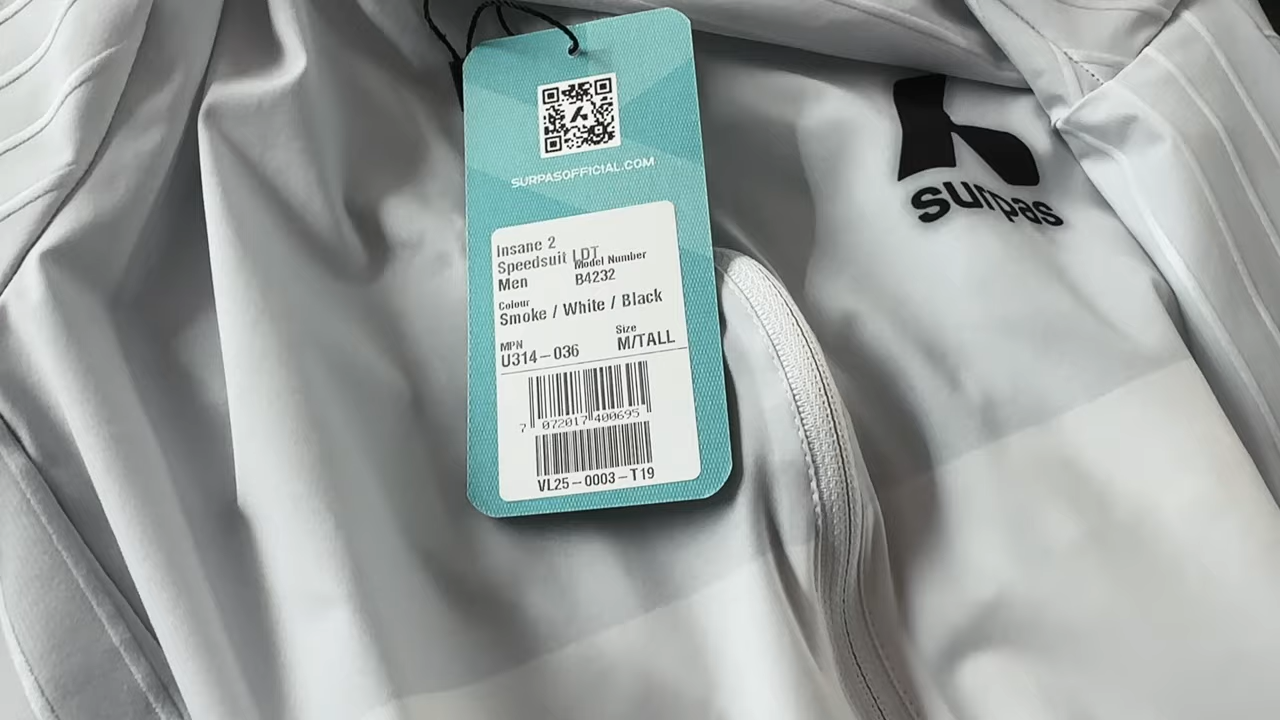 SURPASOFFICIAL.COM
Insane 2
Speedsuit LDT
Men
Model Number
B4232
Colour
Smoke / White / Black
MPN
U314-036
Size
M/TALL
7 072017 400695
VL25-0003-T19
surpas